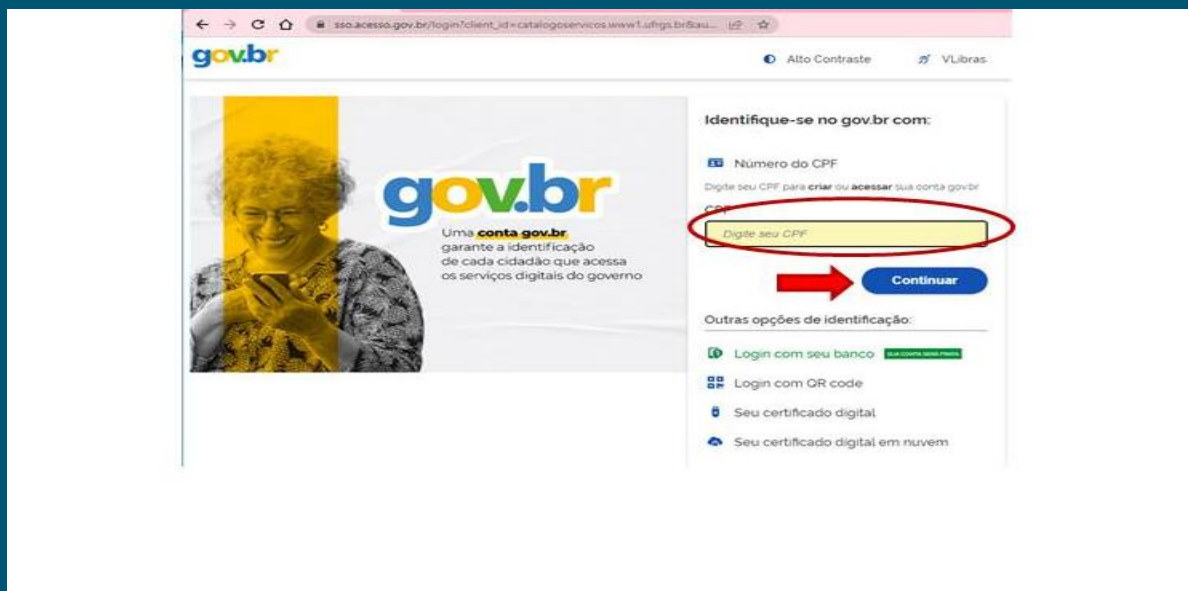 sso.acesso.gov.br/login?client_id=catalogoservicos.www1.ufrgs.br&au...
gov.br
Alto Contraste
VLibras
gov.br
Uma conta gov.br
garante a identificação
de cada cidadão que acessa
os serviços digitais do governo
Identifique-se no gov.br com:
Número do CPF
Digite seu CPF para criar ou acessar sua conta gov.br
CPF
Digite seu CPF
Continuar
Outras opções de identificação:
Login com seu banco
SUA CONTA SERÁ PRATA
Login com QR code
Seu certificado digital
Seu certificado digital em nuvem